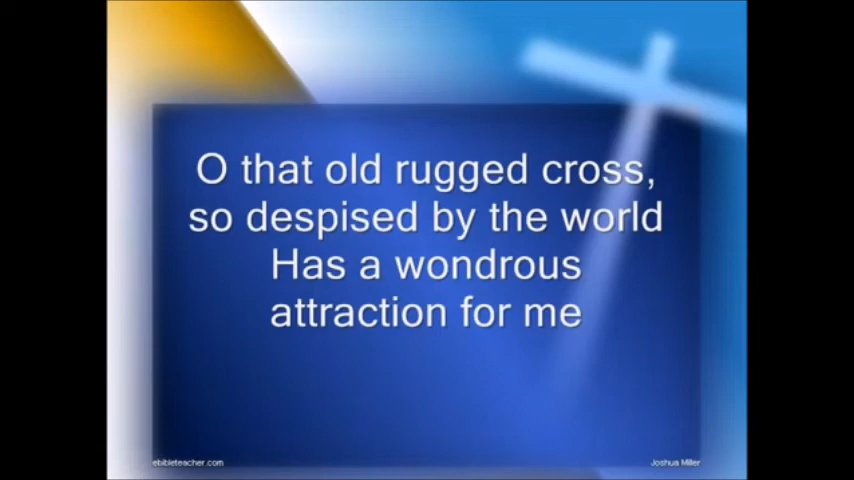 O that old rugged cross,
so despised by the world
Has a wondrous
attraction for me
ebibleteacher.com
Joshua Miller